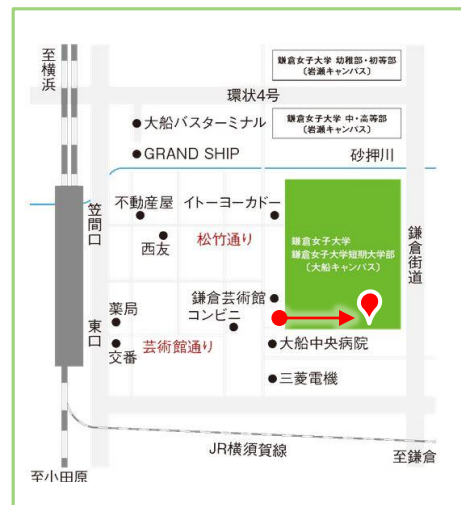 至横浜
鎌倉女子大学 幼稚部・初等部
（岩瀬キャンパス）
環状4号
大船バスターミナル
鎌倉女子大学 中・高等部
（岩瀬キャンパス）
GRAND SHIP
砂押川
笠間口
不動産屋
イトーヨーカドー
西友
松竹通り
鎌倉女子大学
鎌倉女子大学短期大学部
（大船キャンパス）
鎌倉街道
鎌倉芸術館
コンビニ
薬局
東口
交番
芸術館通り
大船中央病院
三菱電機
JR横須賀線
至鎌倉
至小田原